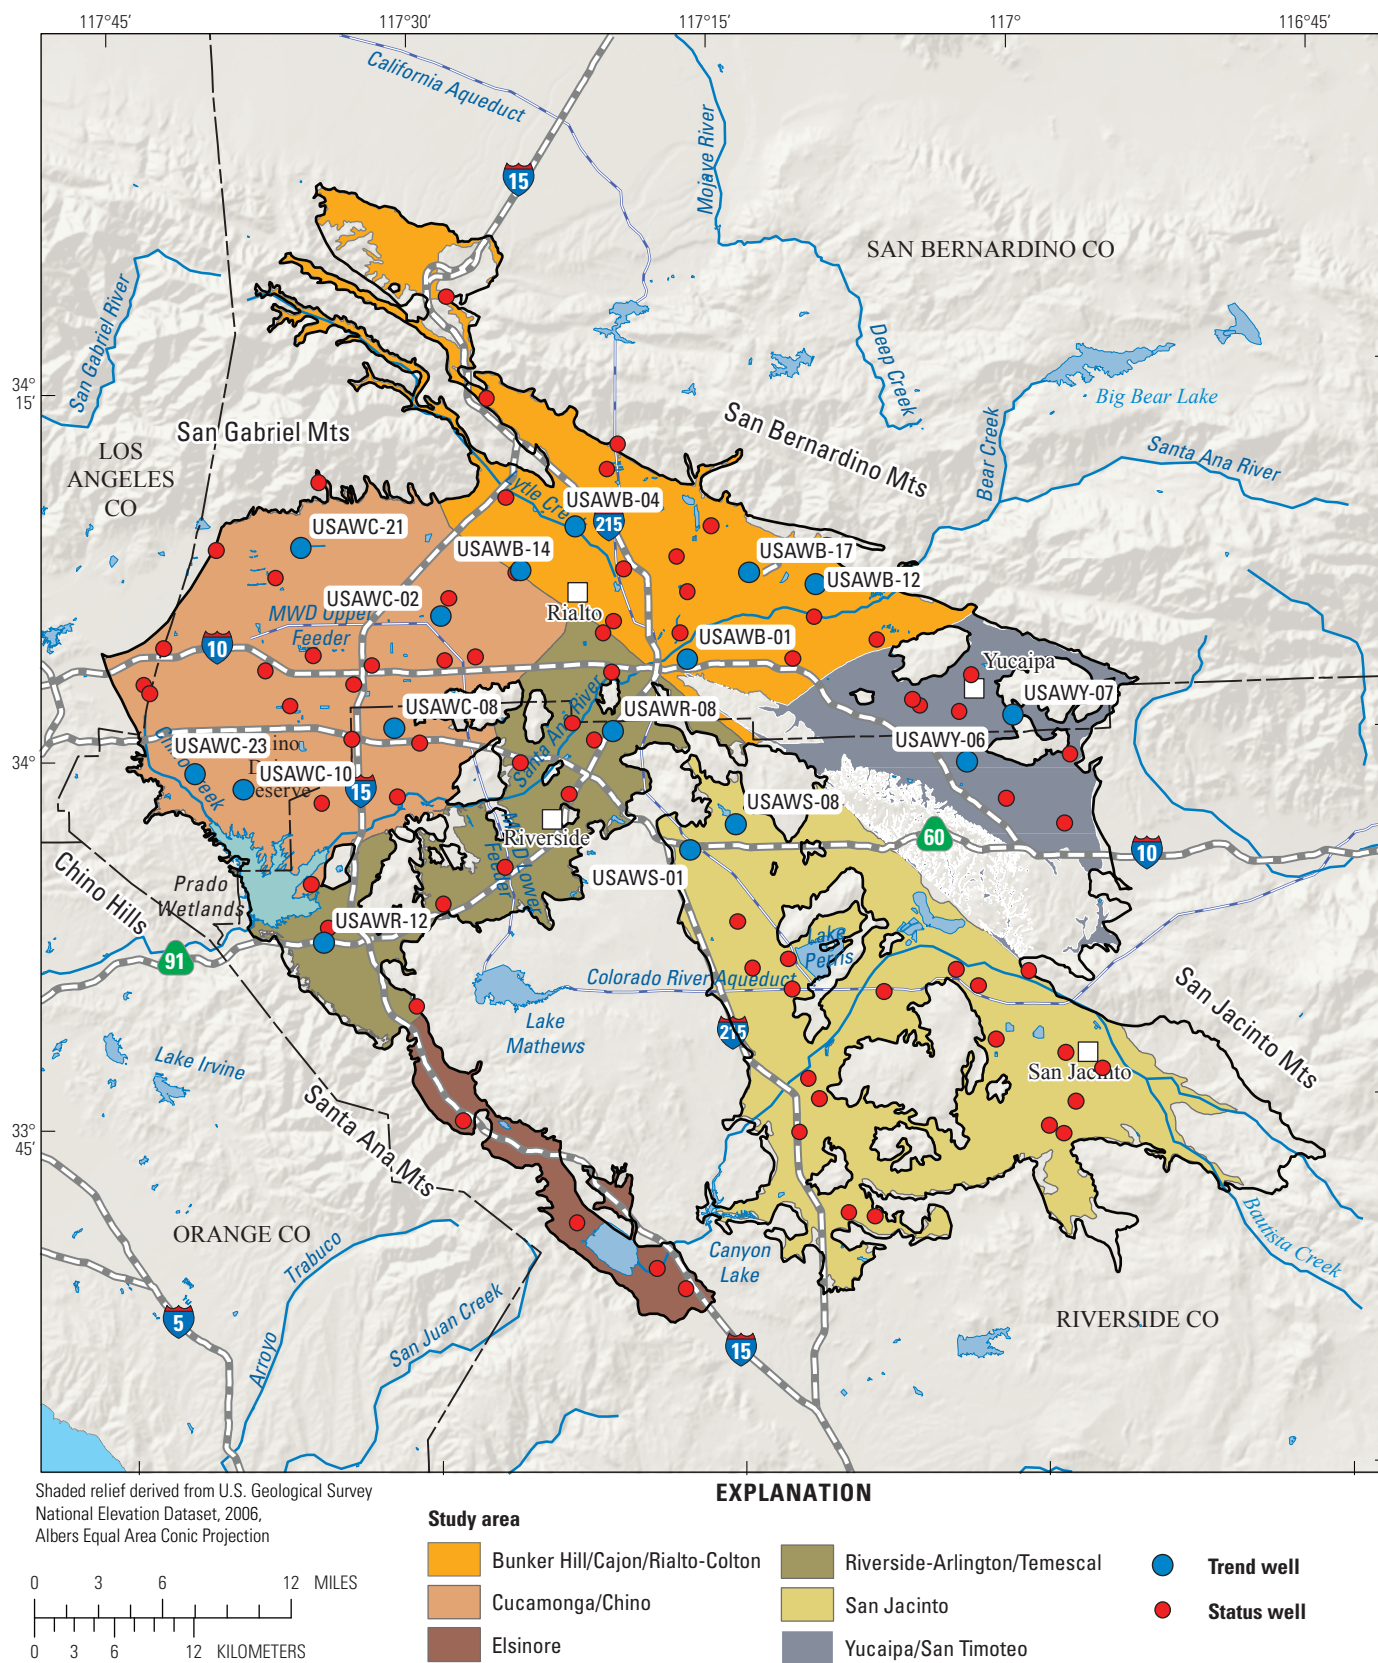 117°45′
117°30′
117°15′
117°
116°45′
California Aqueduct
Mojave River
15
SAN BERNARDINO CO
San Gabriel River
Deep Creek
34°
15′
Big Bear Lake
San Gabriel Mts
San Bernardino Mts
Bear Creek
Santa Ana River
LOS
ANGELES
CO
USAWB-04
USAWC-21
215
USAWB-14
USAWB-17
USAWB-12
USAWC-02
Rialto
MWD Upper
Feeder
10
USAWB-01
Yucaipa
USAWY-07
USAWC-08
USAWR-08
Santa Ana River
USAWC-23
USAWY-06
34°
0′
USAWC-10
15
USAWS-08
Riverside
60
10
MWD Lower
Feeder
Chino Hills
Prado
Wetlands
USAWS-01
USAWR-12
91
Lake
Perris
Colorado River Aqueduct
San Jacinto Mts
Lake
Mathews
215
Lake Irvine
San Jacinto
Santa Ana Mts
33°
45′
ORANGE CO
Arroyo Trabuco
Canyon
Lake
Bautista Creek
San Juan Creek
RIVERSIDE CO
5
15
Shaded relief derived from U.S. Geological Survey
National Elevation Dataset, 2006,
Albers Equal Area Conic Projection
0 3 6 12 MILES
0 3 6 12 KILOMETERS
EXPLANATION
Study area
Bunker Hill/Cajon/Rialto-Colton
Cucamonga/Chino
Elsinore
Riverside-Arlington/Temescal
San Jacinto
Yucaipa/San Timoteo
Trend well
Status well